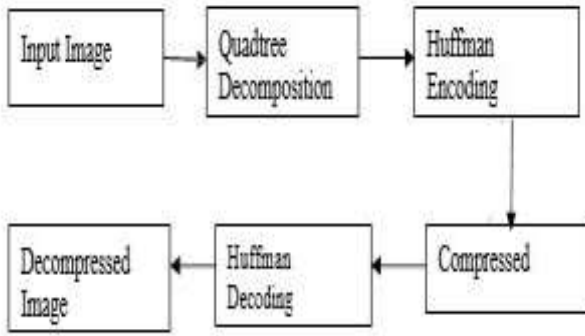 Input Image
Quadtree
Decomposition
Huffman
Encoding
Compressed
Huffman
Decoding
Decompressed
Image